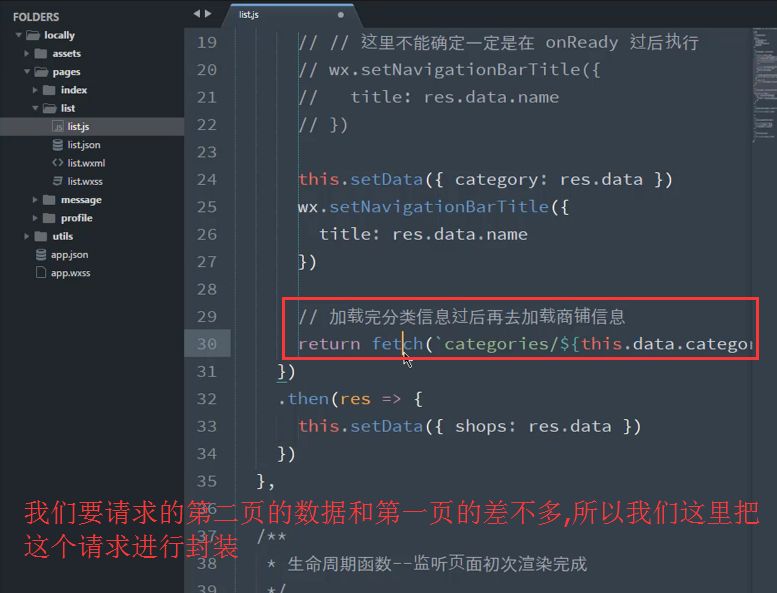 FOLDERS
locally
assets
pages
index
list
list.js
list.json
list.wxml
list.wxss
message
profile
utils
app.json
app.wxss
list.js
19 // // 这里不能确定一定是在 onReady 过后执行
20 // wx.setNavigationBarTitle({
21 //   title: res.data.name
22 // })
23
24 this.setData({ category: res.data })
25 wx.setNavigationBarTitle({
26   title: res.data.name
27 })
28
29 // 加载完分类信息过后再去加载商铺信息
30 return fetch(`categories/${this.data.categor
31 })
32 .then(res => {
33 this.setData({ shops: res.data })
34 })
35 },
我们要请求的第二页的数据和第一页的差不多,所以我们这里把
这个请求进行封装
37 /**
38 * 生命周期函数--监听页面初次渲染完成
39 */